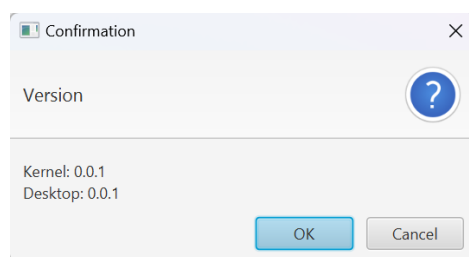 Confirmation
Version
?
Kernel: 0.0.1
Desktop: 0.0.1
OK
Cancel